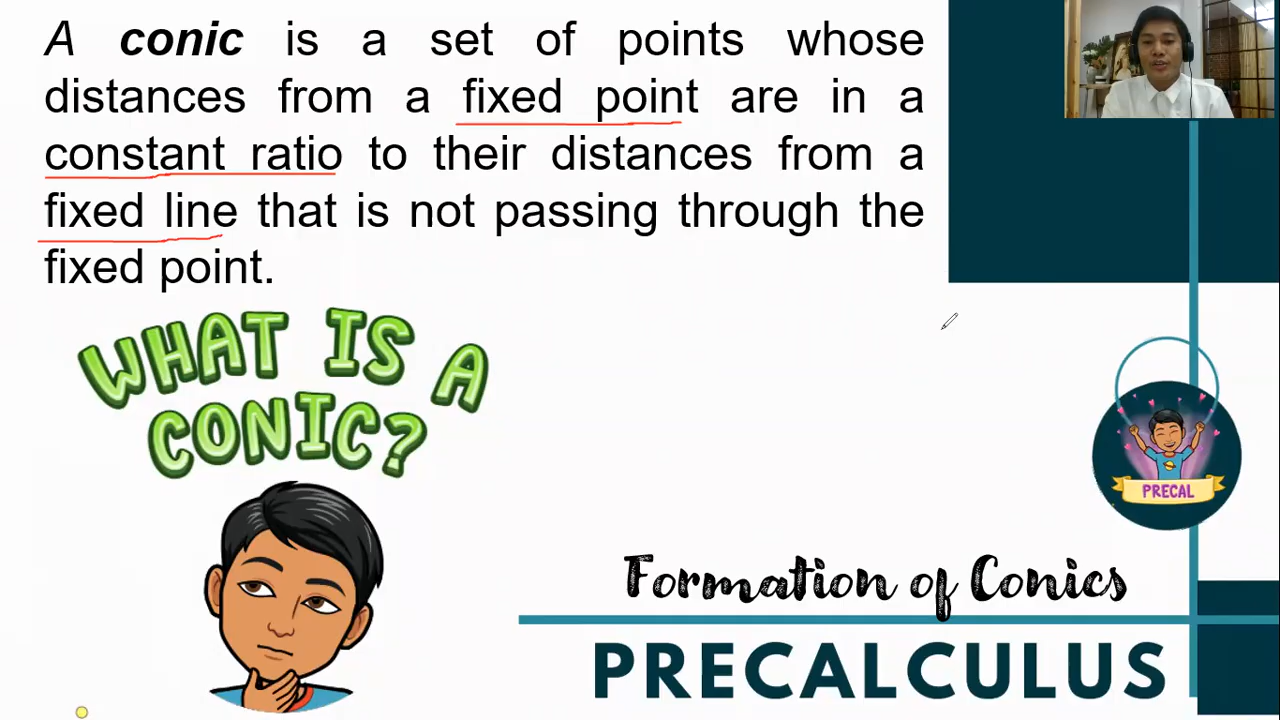 A conic is a set of points whose
distances from a fixed point are in a
constant ratio to their distances from a
fixed line that is not passing through the
fixed point.
WHAT IS A
CONIC?
PRECAL
Formation of Conics
PRECALCULUS